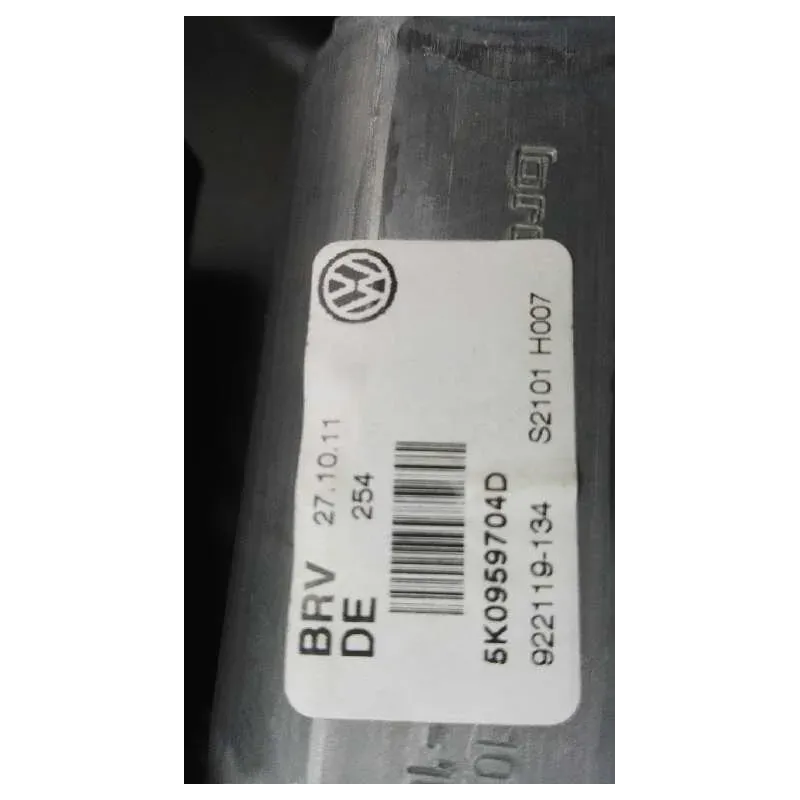 BRV 27.10.11
DE 254
5K0959704D
922119-134 S2101 H007